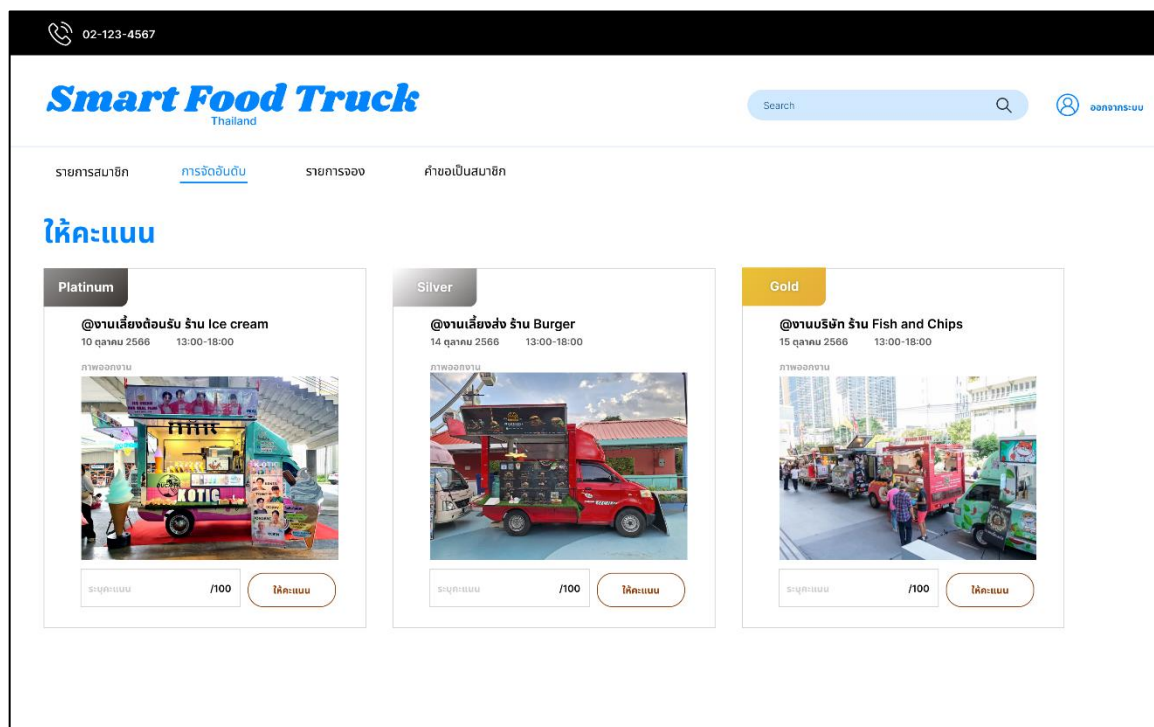 02-123-4567
Smart Food Truck
Thailand
Search
ออกจากระบบ
รายการสมาชิก การจัดอันดับ รายการจอง คำขอเป็นสมาชิก
ให้คะแนน
Platinum
@งานเลี้ยงต้อนรับ ร้าน Ice cream
10 ตุลาคม 2566 13:00-18:00
ภาพออกงาน
KOTIG
ระบุคะแนน /100 ให้คะแนน
Silver
@งานเลี้ยงส่ง ร้าน Burger
14 ตุลาคม 2566 13:00-18:00
ภาพออกงาน
ระบุคะแนน /100 ให้คะแนน
Gold
@งานบริษัท ร้าน Fish and Chips
15 ตุลาคม 2566 13:00-18:00
ภาพออกงาน
ระบุคะแนน /100 ให้คะแนน